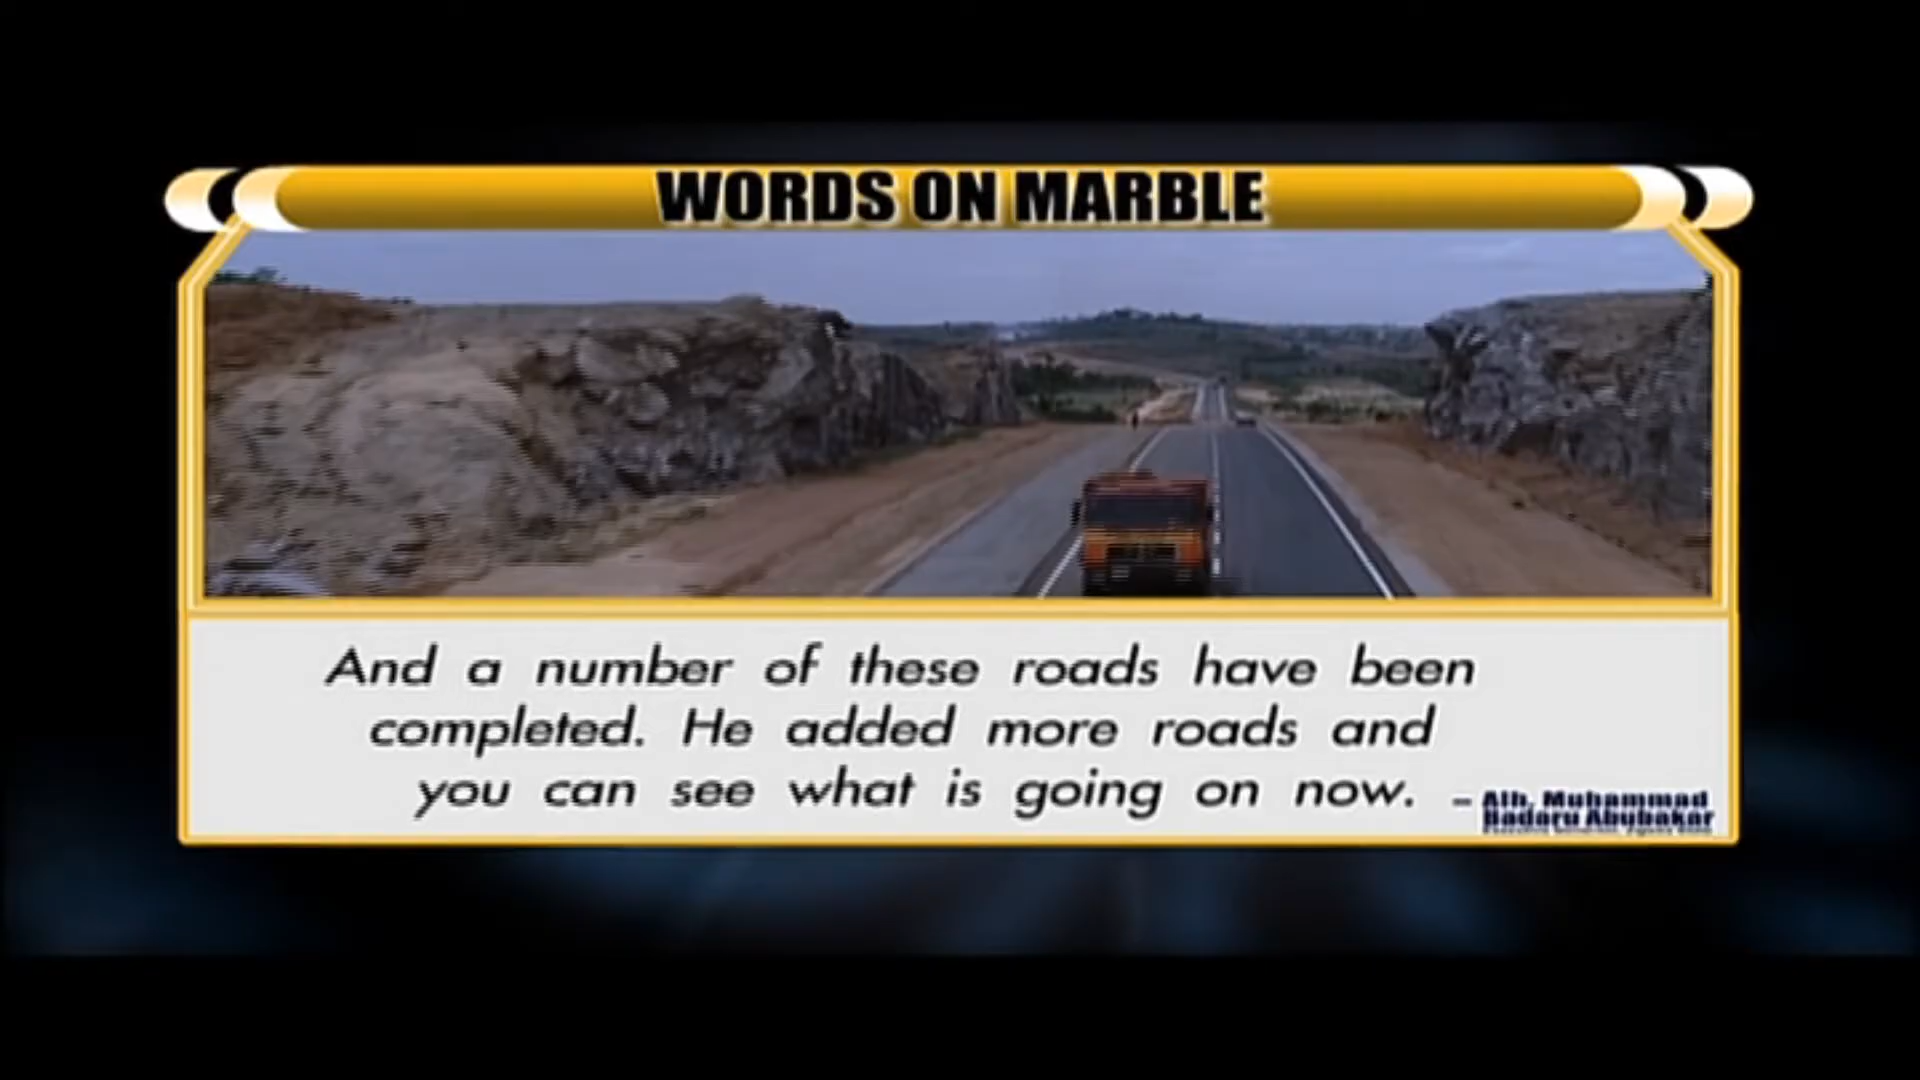 WORDS ON MARBLE
And a number of these roads have been
completed. He added more roads and
you can see what is going on now.
– Alh. Muhammad
Badaru Abubakar